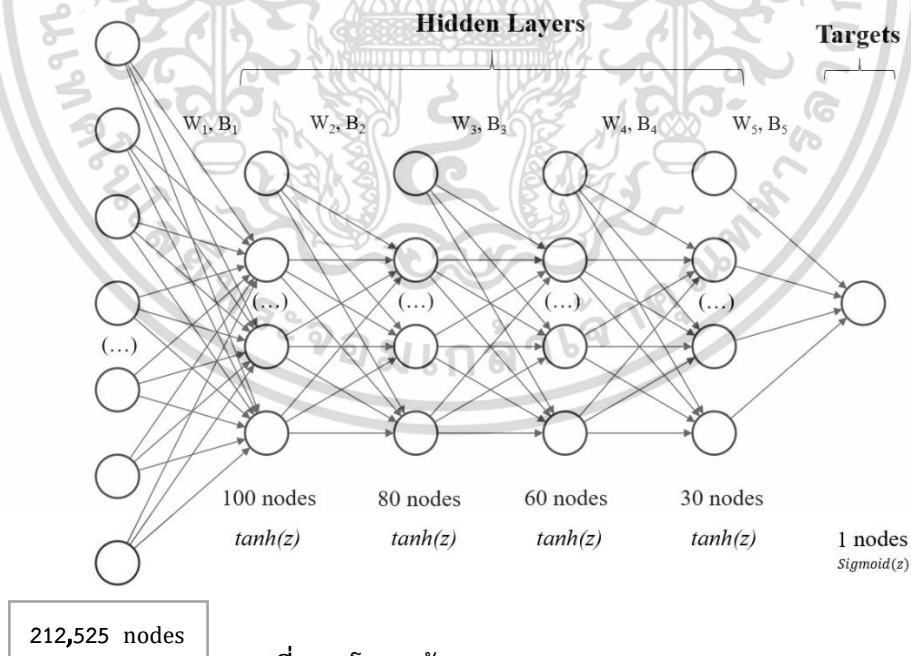 Hidden Layers
Targets
W₁, B₁
W₂, B₂
W₃, B₃
W₄, B₄
W₅, B₅
(...)
(...)
(...)
(...)
(...)
100 nodes
80 nodes
60 nodes
30 nodes
tanh(z)
tanh(z)
tanh(z)
tanh(z)
1 nodes
Sigmoid(z)
212,525 nodes